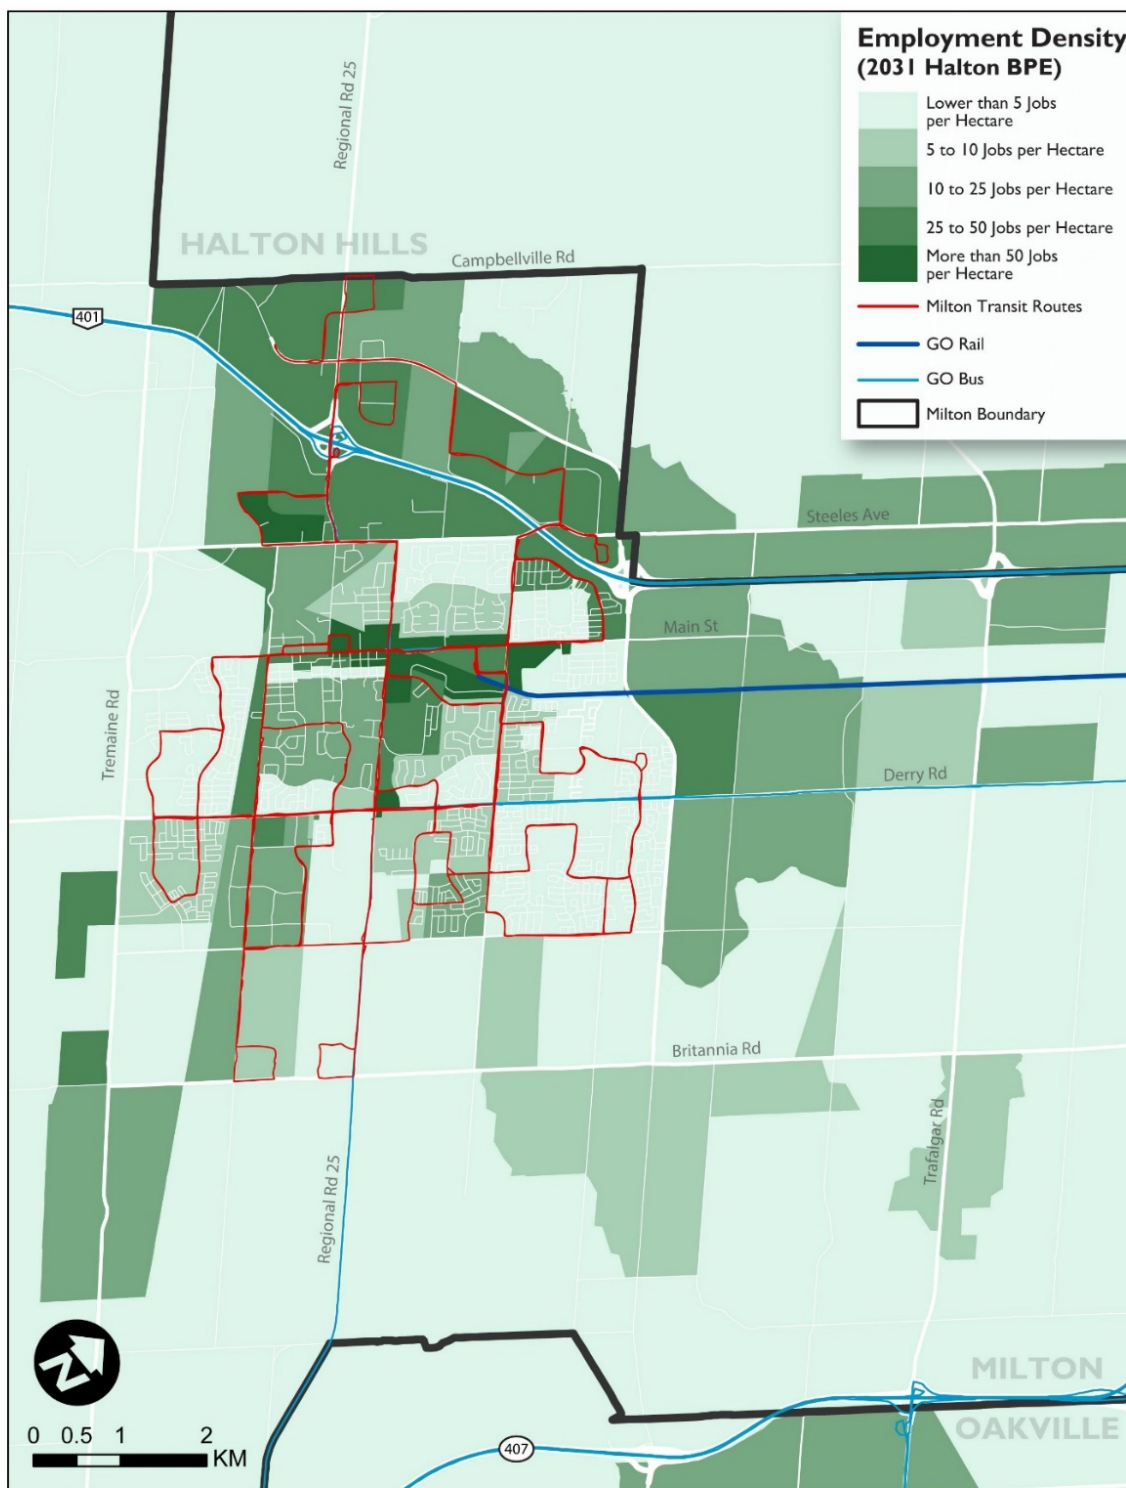 Employment Density
(2031 Halton BPE)
Lower than 5 Jobs
per Hectare
5 to 10 Jobs per Hectare
10 to 25 Jobs per Hectare
25 to 50 Jobs per Hectare
More than 50 Jobs
per Hectare
Milton Transit Routes
GO Rail
GO Bus
Milton Boundary
Regional Rd 25
HALTON HILLS
Campbellville Rd
401
Steeles Ave
Main St
Tremaine Rd
Derry Rd
Britannia Rd
Trafalgar Rd
Regional Rd 25
N
MILTON
OAKVILLE
407
0 0.5 1 2
KM